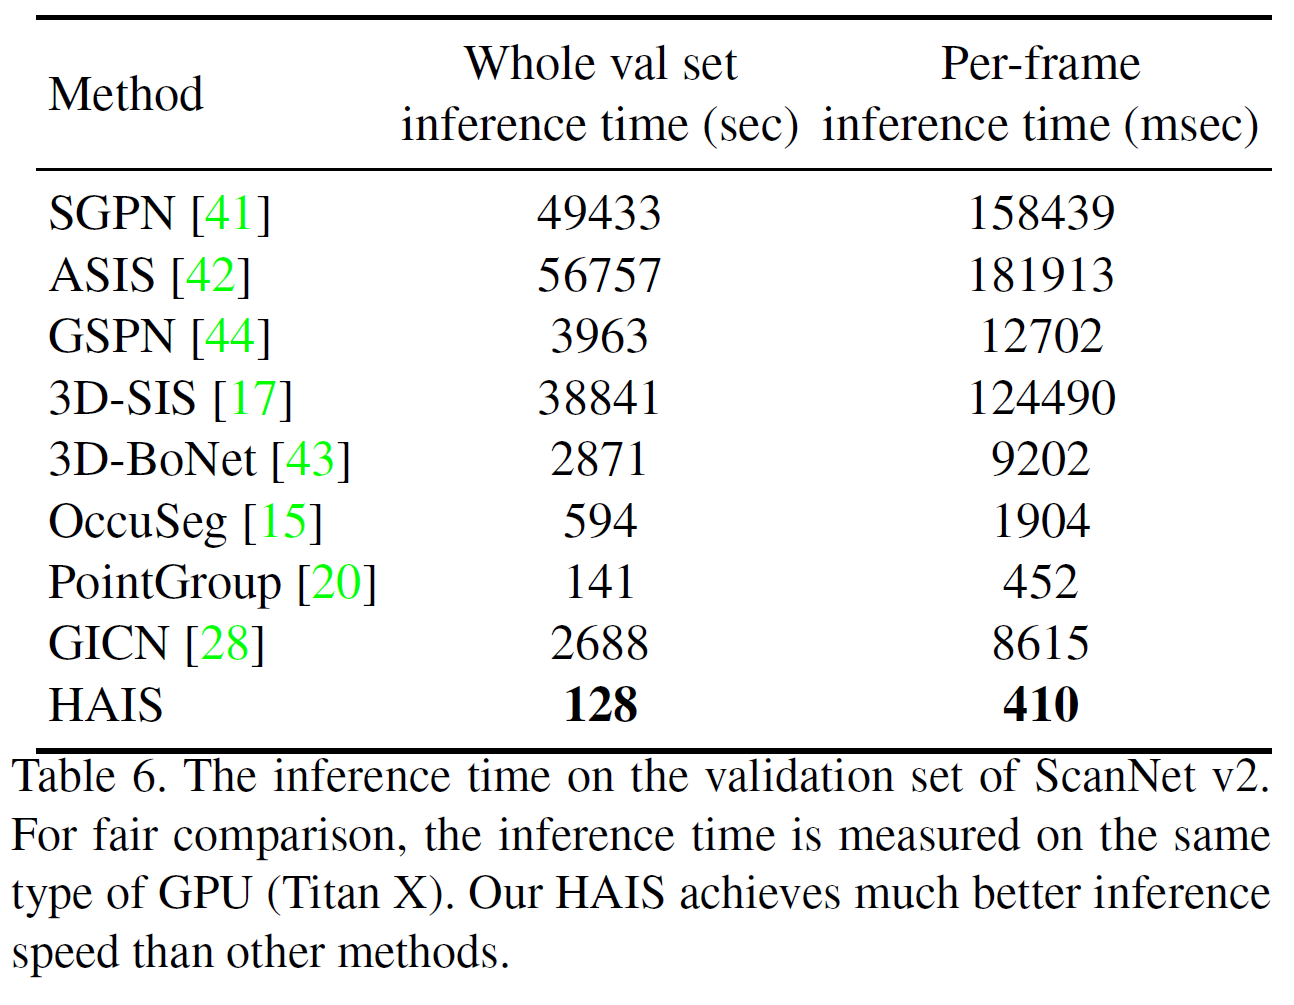 Method Whole val set inference time (sec) Per-frame inference time (msec)
SGPN [41] 49433 158439
ASIS [42] 56757 181913
GSPN [44] 3963 12702
3D-SIS [17] 38841 124490
3D-BoNet [43] 2871 9202
OccuSeg [15] 594 1904
PointGroup [20] 141 452
GICN [28] 2688 8615
HAIS 128 410
Table 6. The inference time on the validation set of ScanNet v2.
For fair comparison, the inference time is measured on the same
type of GPU (Titan X). Our HAIS achieves much better inference
speed than other methods.